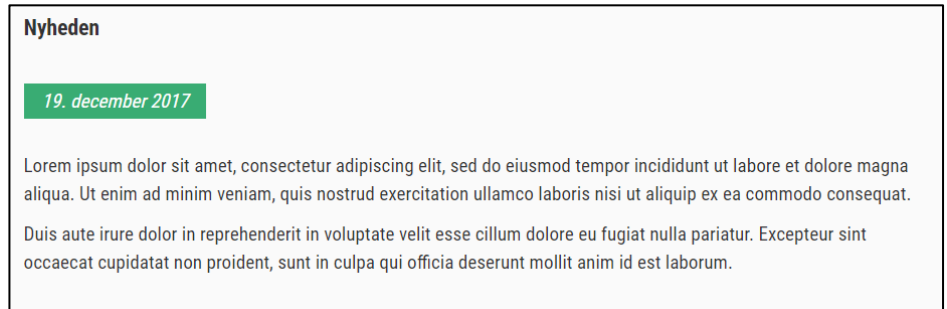 Nyheden
19. december 2017
Lorem ipsum dolor sit amet, consectetur adipiscing elit, sed do eiusmod tempor incididunt ut labore et dolore magna
aliqua. Ut enim ad minim veniam, quis nostrud exercitation ullamco laboris nisi ut aliquip ex ea commodo consequat.
Duis aute irure dolor in reprehenderit in voluptate velit esse cillum dolore eu fugiat nulla pariatur. Excepteur sint
occaecat cupidatat non proident, sunt in culpa qui officia deserunt mollit anim id est laborum.